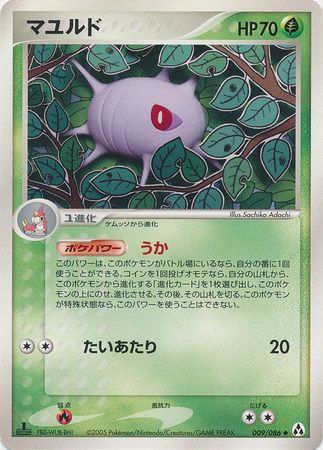 マユルド HP70
Illus.Sachiko Adachi
1進化 ケムッソから進化
ポケパワー うか
このパワーは、このポケモンがバトル場にいるなら、自分の番に1回
使うことができる。コインを1回投げオモテなら、自分の山札から、
このポケモンから進化する「進化カード」を1枚選び出し、このポケ
モンの上にのせ、進化させる。その後、その山札を切る。このポケモン
が特殊状態なら、このパワーを使うことはできない。
たいあたり 20
弱点 抵抗力 にげる
1
©2005 Pokémon/Nintendo/Creatures/GAME FREAK 009/086